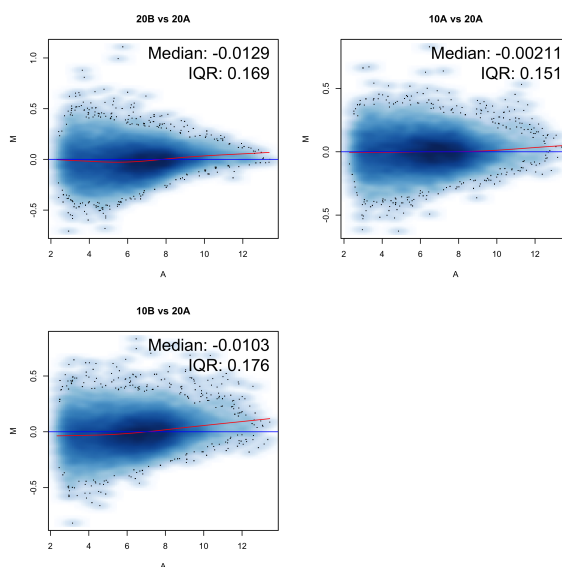 20B vs 20A
Median: -0.0129
IQR: 0.169
M
1.0
0.5
0.0
-0.5
2 4 6 8 10 12
A
10A vs 20A
Median: -0.00211
IQR: 0.151
M
0.5
0.0
-0.5
2 4 6 8 10 12
A
10B vs 20A
Median: -0.0103
IQR: 0.176
M
0.5
0.0
-0.5
2 4 6 8 10 12
A